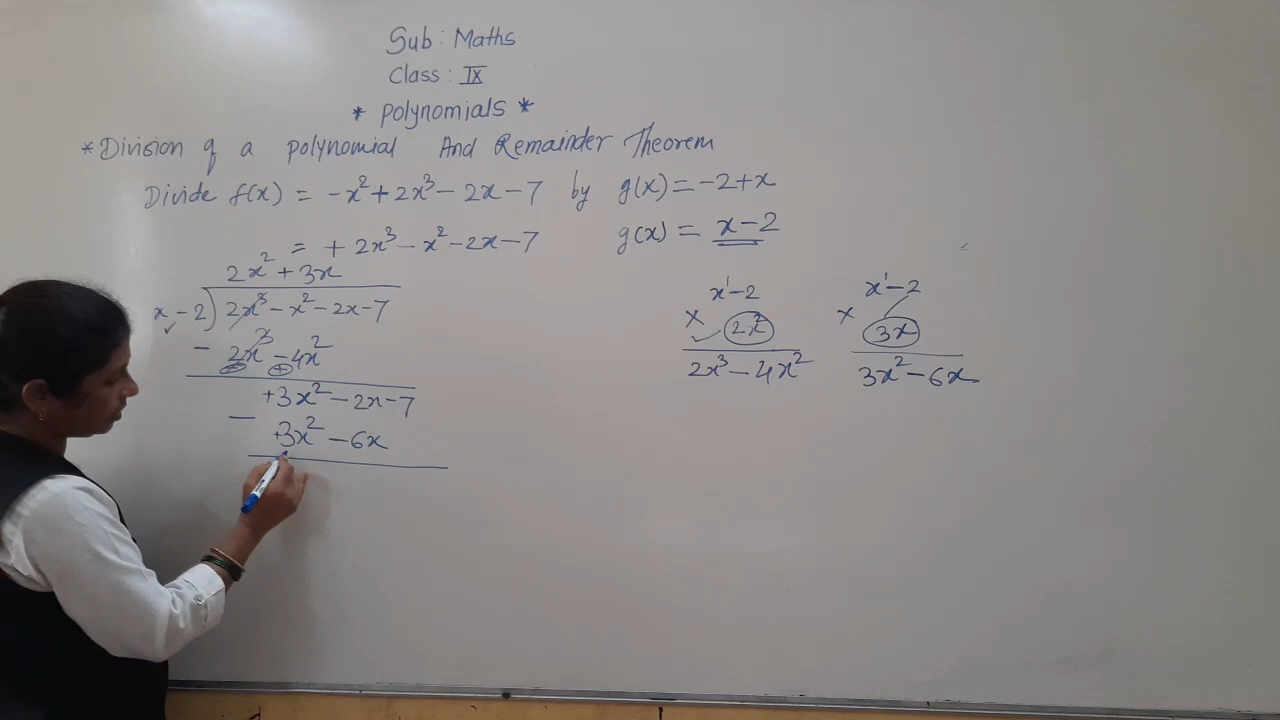 Sub : Maths
Class : IX
* Polynomials *
* Division of a polynomial And Remainder Theorem
Divide f(x) = -x² + 2x³ - 2x - 7 by g(x) = -2+x
= + 2x³ - x² - 2x - 7 g(x) = x-2
2x² + 3x
x - 2 ) 2x³ - x² - 2x - 7
- 2x³ - 4x²
⊖ ⊕
+3x² - 2x - 7
- +3x² - 6x
x¹-2
× 2x²
2x³ - 4x²
x¹-2
× 3x
3x² - 6x